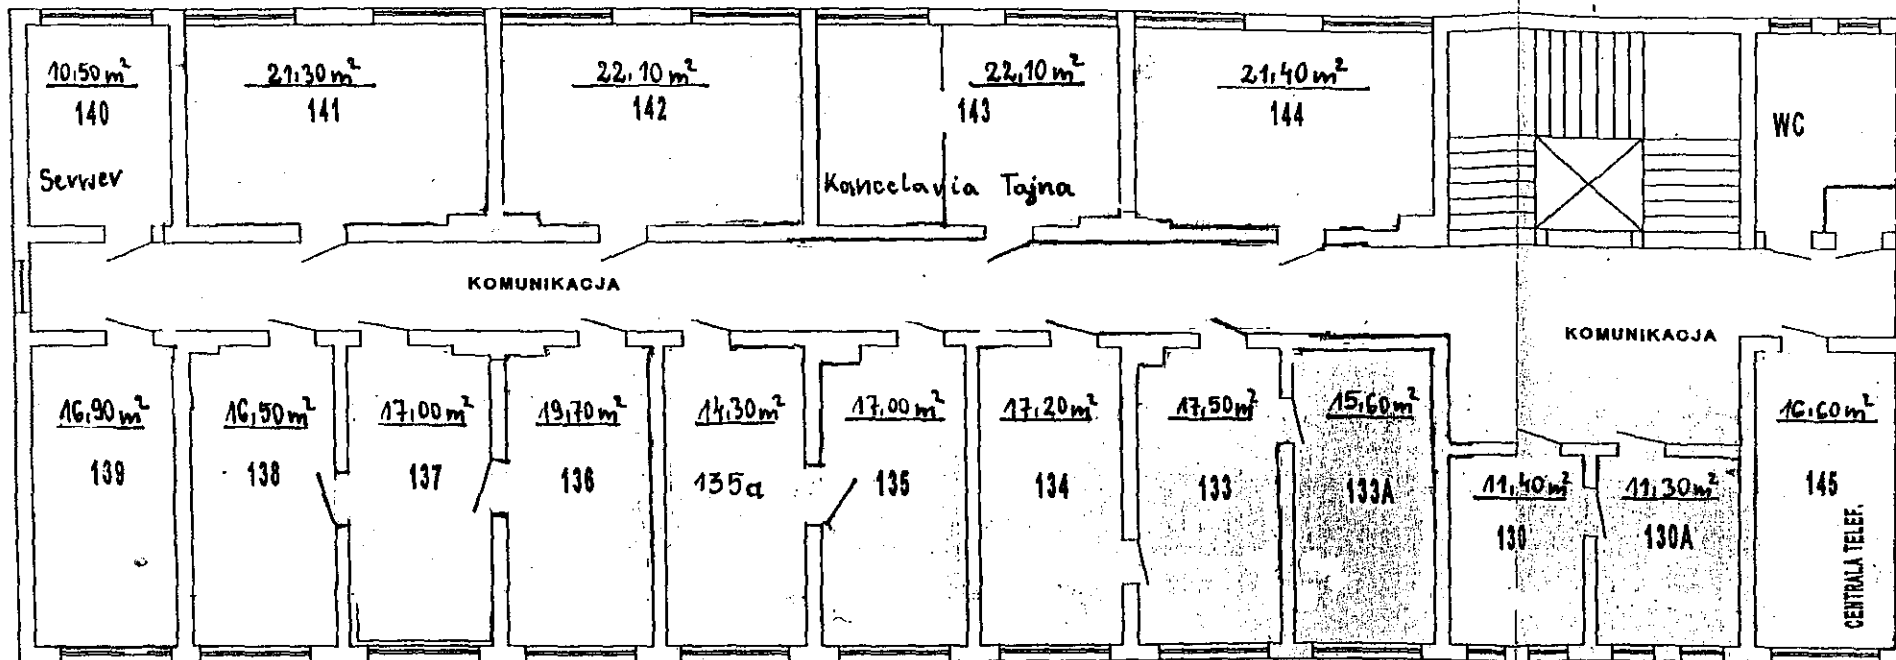 10,50 m²
140
Serwer
21,30 m²
141
22,10 m²
142
22,10 m²
143
Kancelaria Tajna
21,40 m²
144
WC
KOMUNIKACJA
KOMUNIKACJA
16,90 m²
139
16,50 m²
138
17,00 m²
137
19,70 m²
136
14,30 m²
135a
17,00 m²
135
17,20 m²
134
17,50 m²
133
15,60 m²
133A
11,40 m²
130
11,30 m²
130A
16,60 m²
145
CENTRALA TELEF.